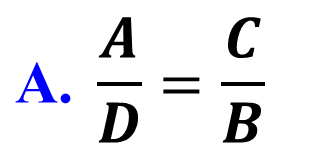 A. A/D = C/B